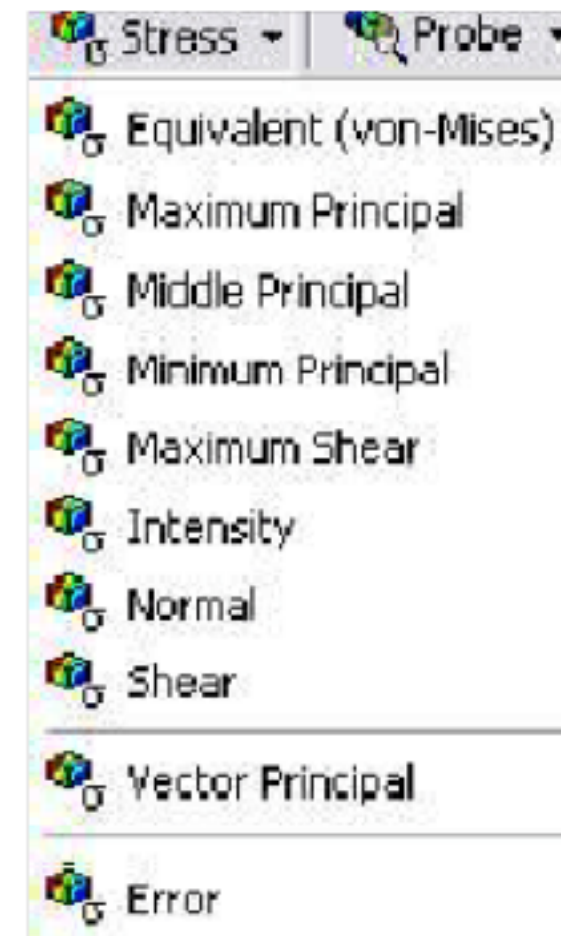 Stress Probe
Equivalent (von-Mises)
Maximum Principal
Middle Principal
Minimum Principal
Maximum Shear
Intensity
Normal
Shear
Vector Principal
Error